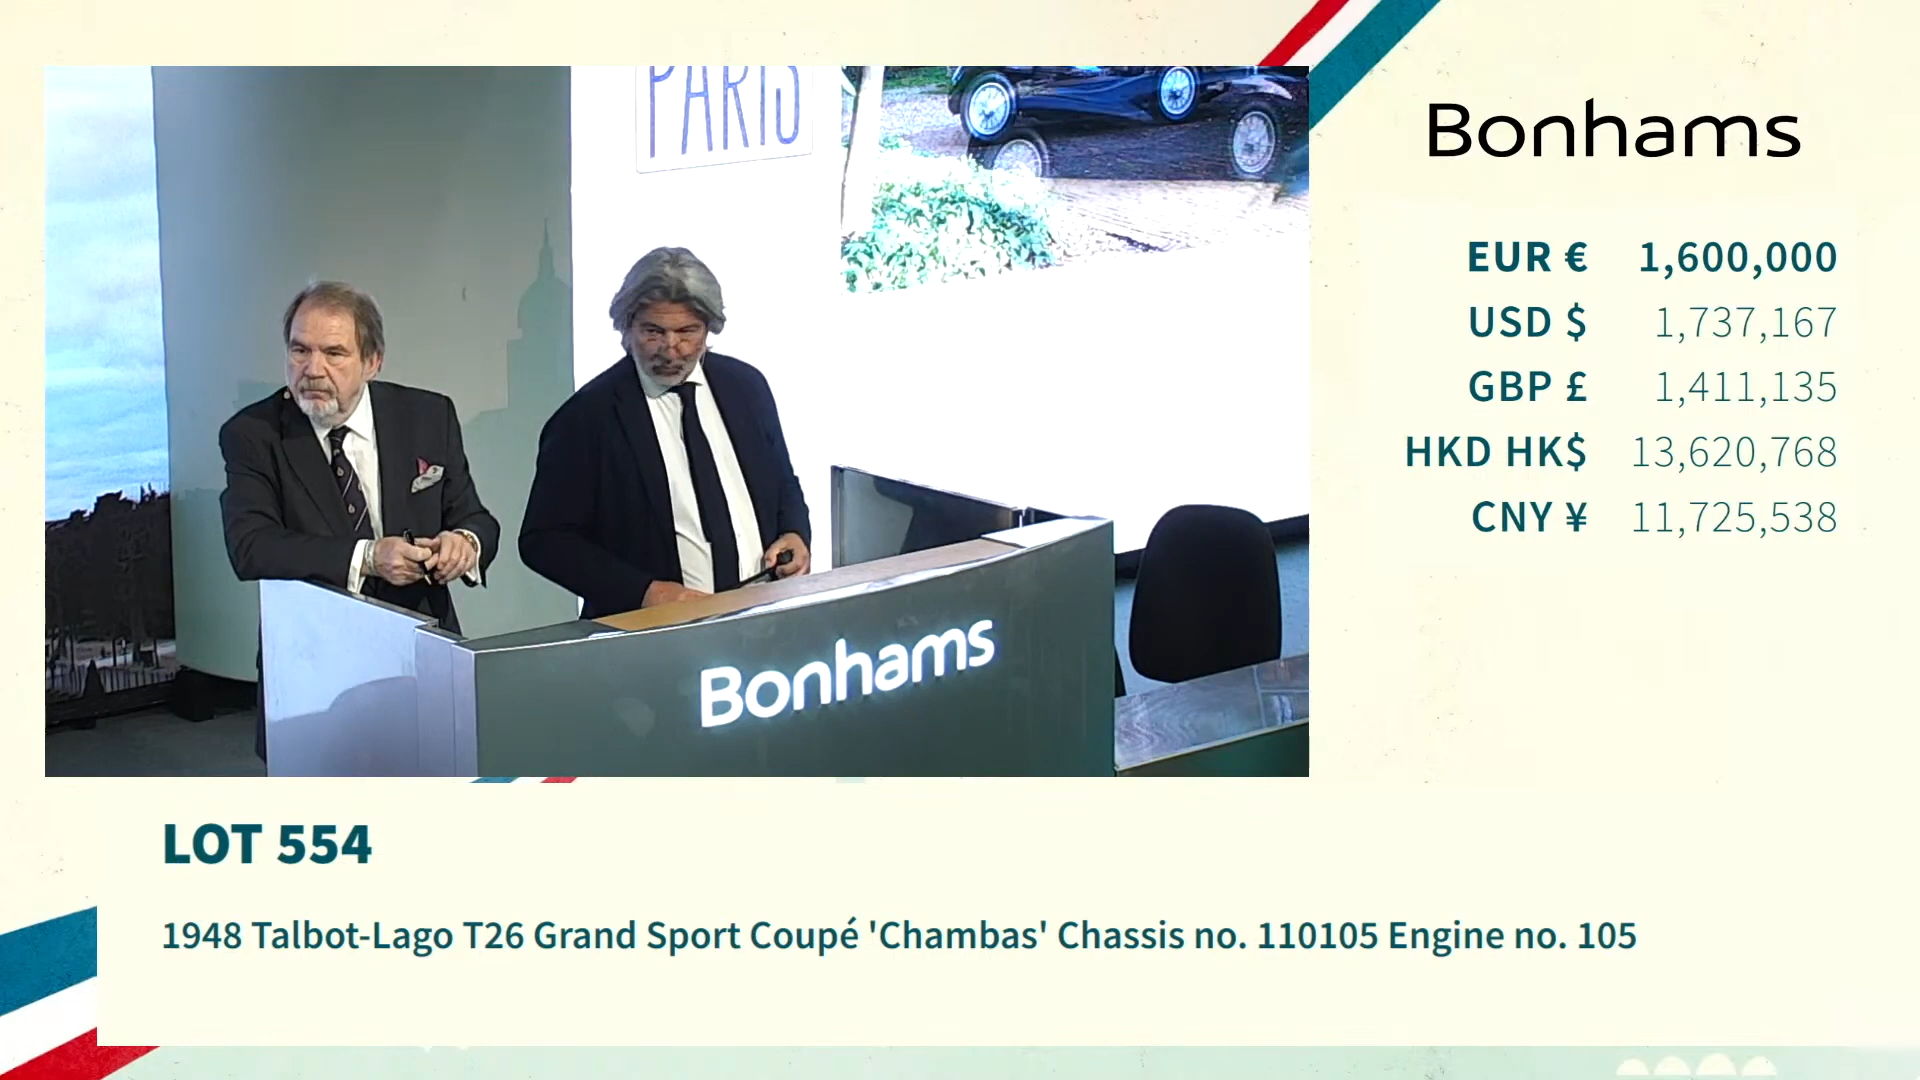 PARIS
Bonhams
Bonhams
EUR € 1,600,000
USD $ 1,737,167
GBP £ 1,411,135
HKD HK$ 13,620,768
CNY ¥ 11,725,538
LOT 554
1948 Talbot-Lago T26 Grand Sport Coupé 'Chambas' Chassis no. 110105 Engine no. 105